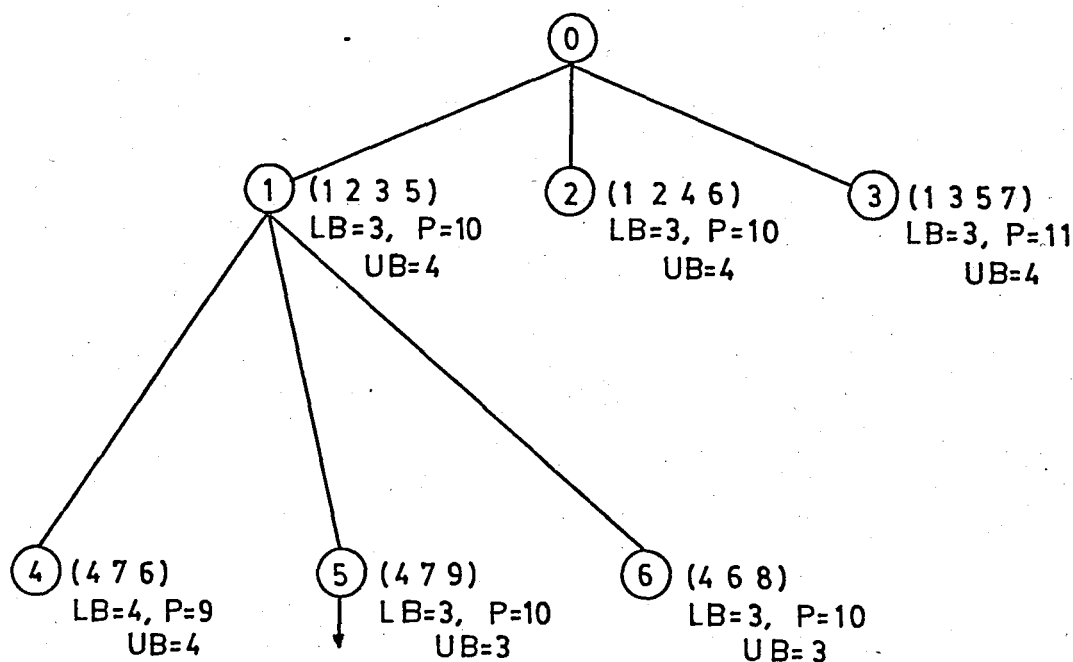 0
1 (1 2 3 5)
LB=3, P=10
UB=4
2 (1 2 4 6)
LB=3, P=10
UB=4
3 (1 3 5 7)
LB=3, P=11
UB=4
4 (4 7 6)
LB=4, P=9
UB=4
5 (4 7 9)
LB=3, P=10
UB=3
6 (4 6 8)
LB=3, P=10
UB=3